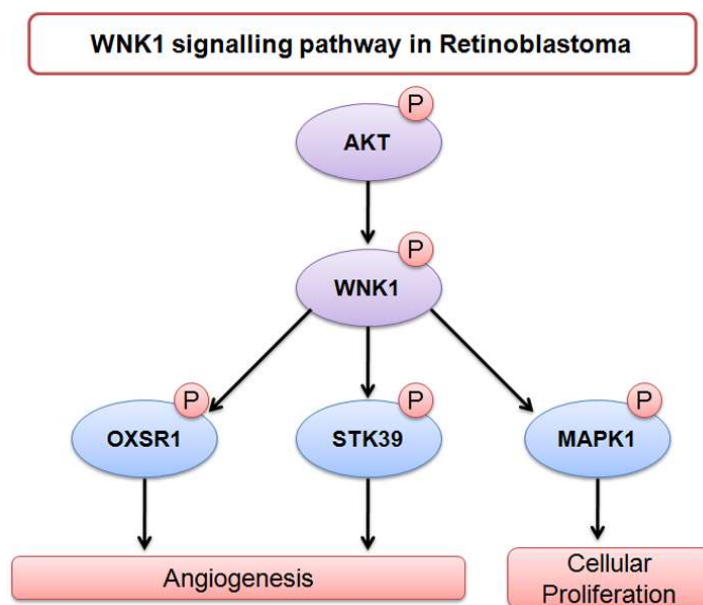 WNK1 signalling pathway in Retinoblastoma
P
AKT
P
WNK1
P
P
P
OXSR1
STK39
MAPK1
Angiogenesis
Cellular
Proliferation